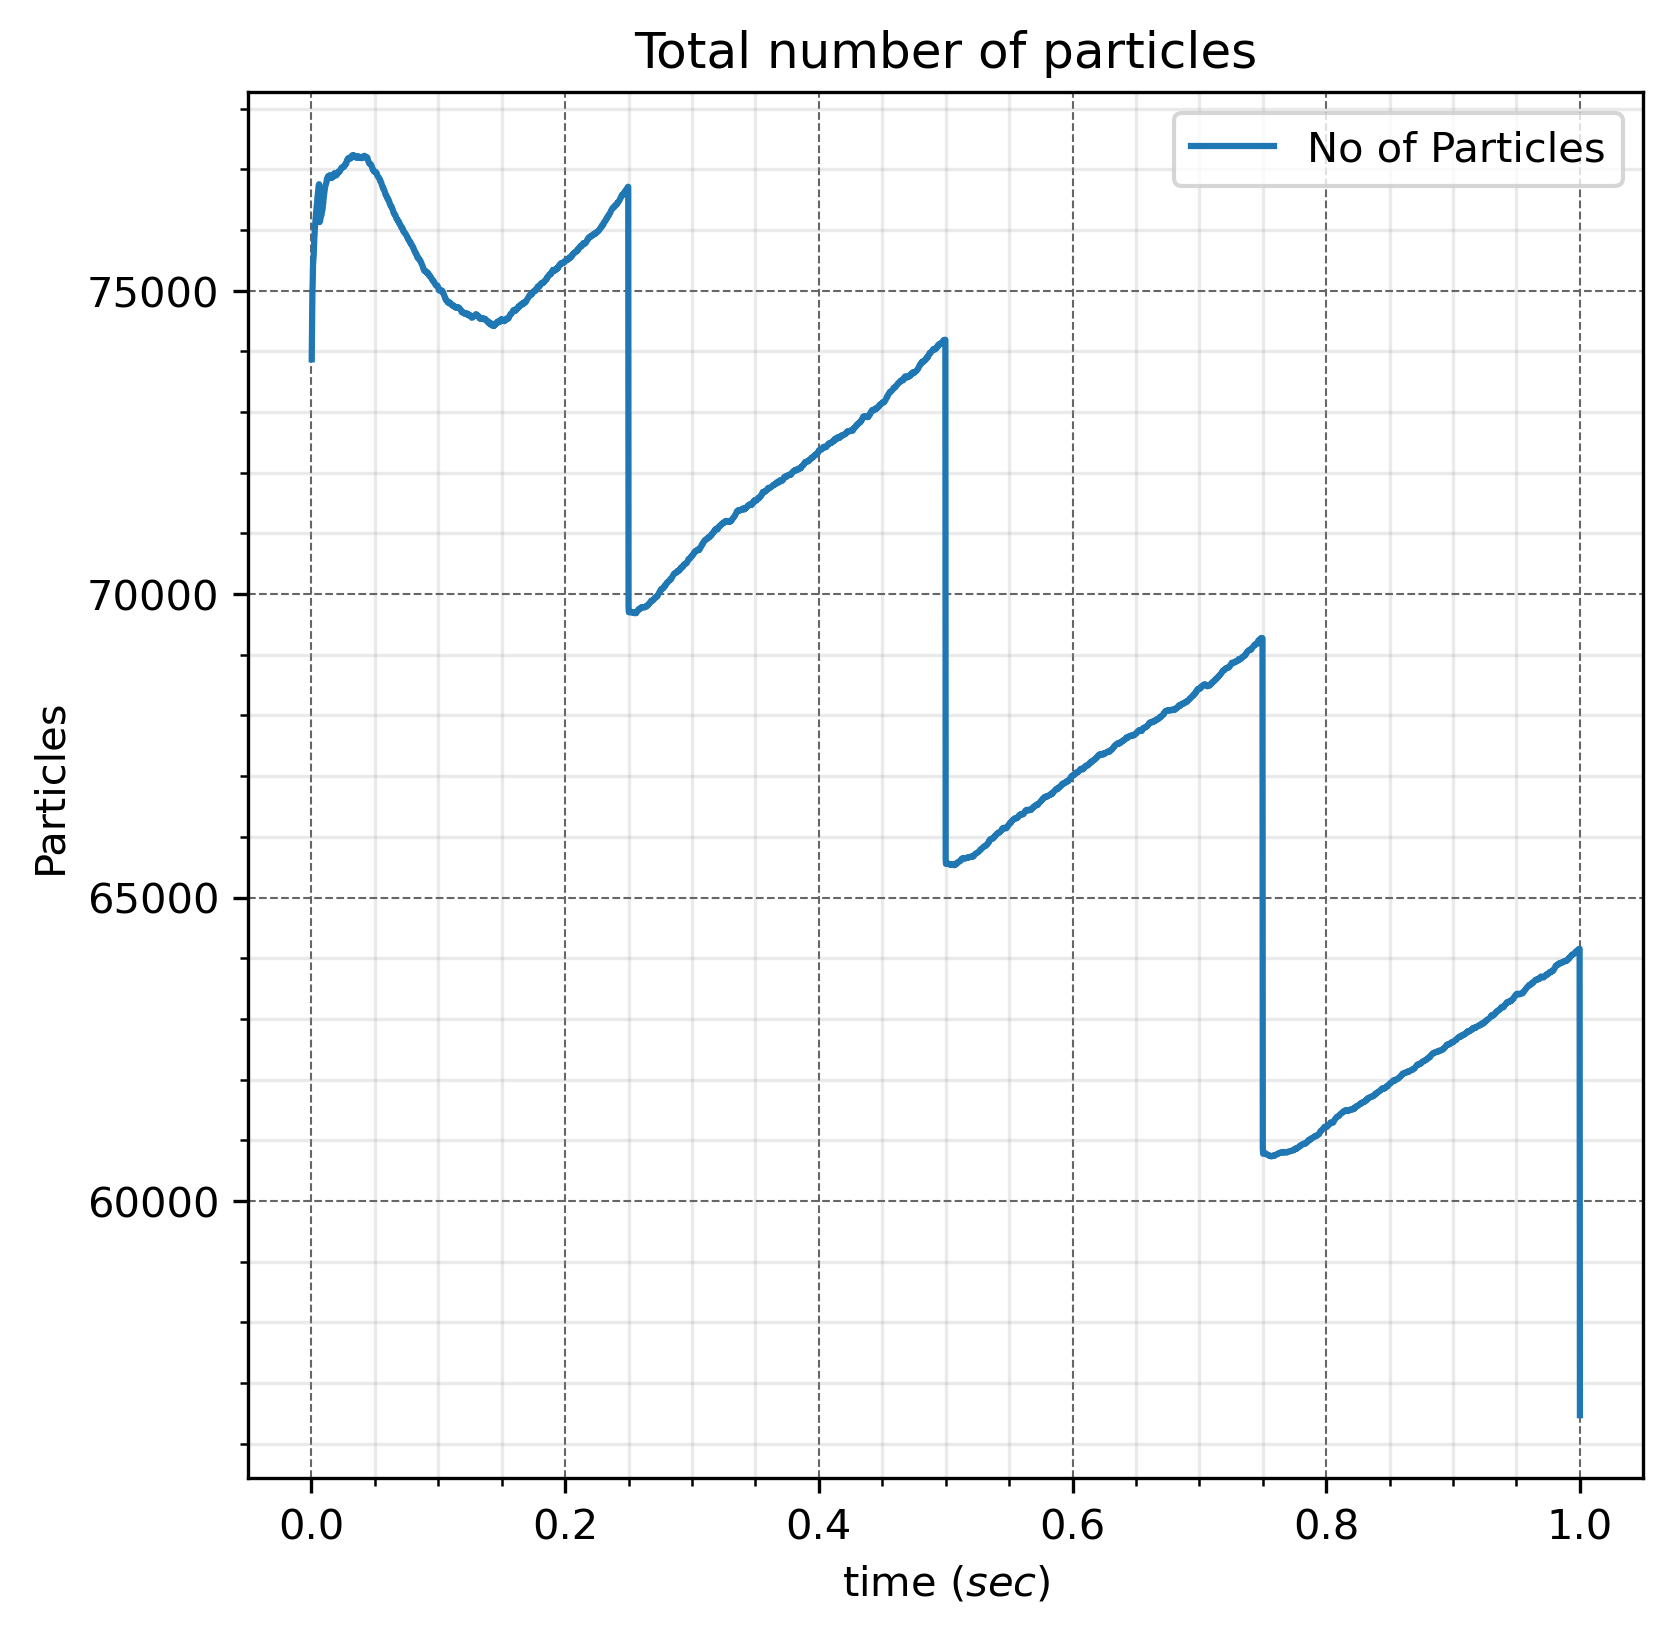 Total number of particles
No of Particles
Particles
75000
70000
65000
60000
0.0 0.2 0.4 0.6 0.8 1.0
time (sec)